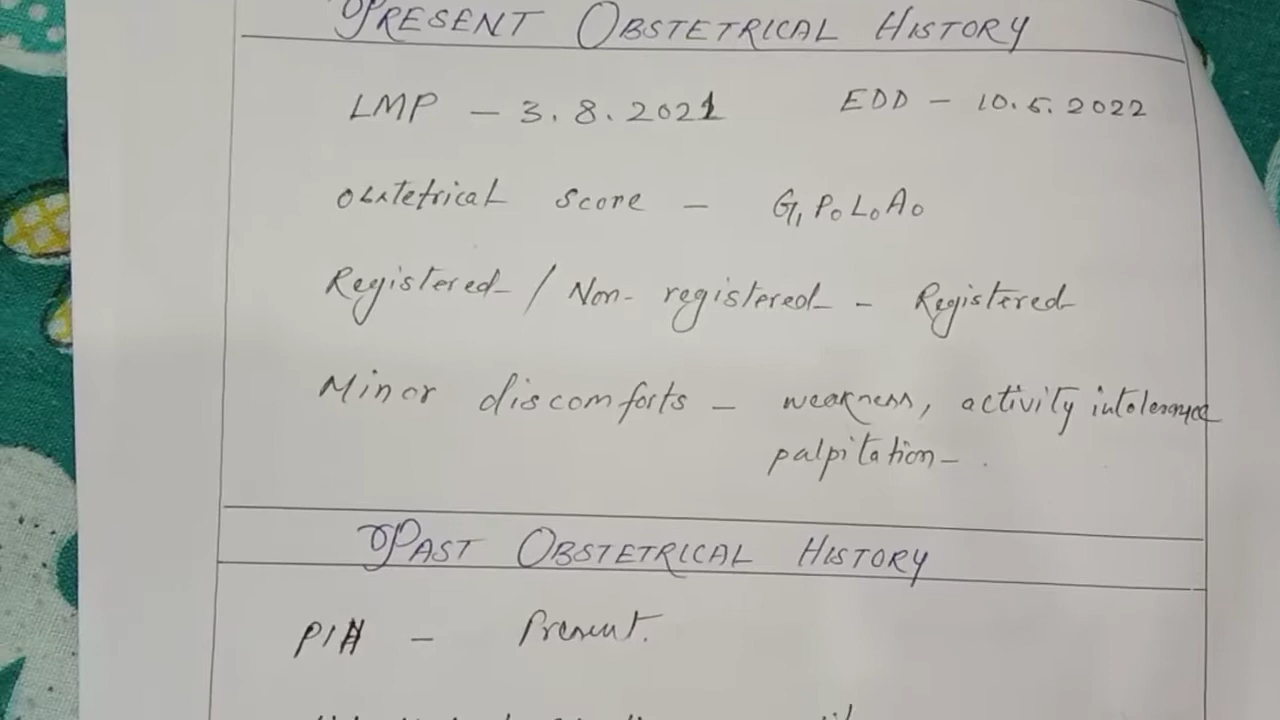 PRESENT OBSTETRICAL HISTORY
LMP - 3.8.2021 EDD - 10.5.2022
Obstetrical score - G₁P₀L₀A₀
Registered / Non-registered - Registered
Minor discomforts - weakness, activity intolerance
palpitation -
PAST OBSTETRICAL HISTORY
PIH - Present.